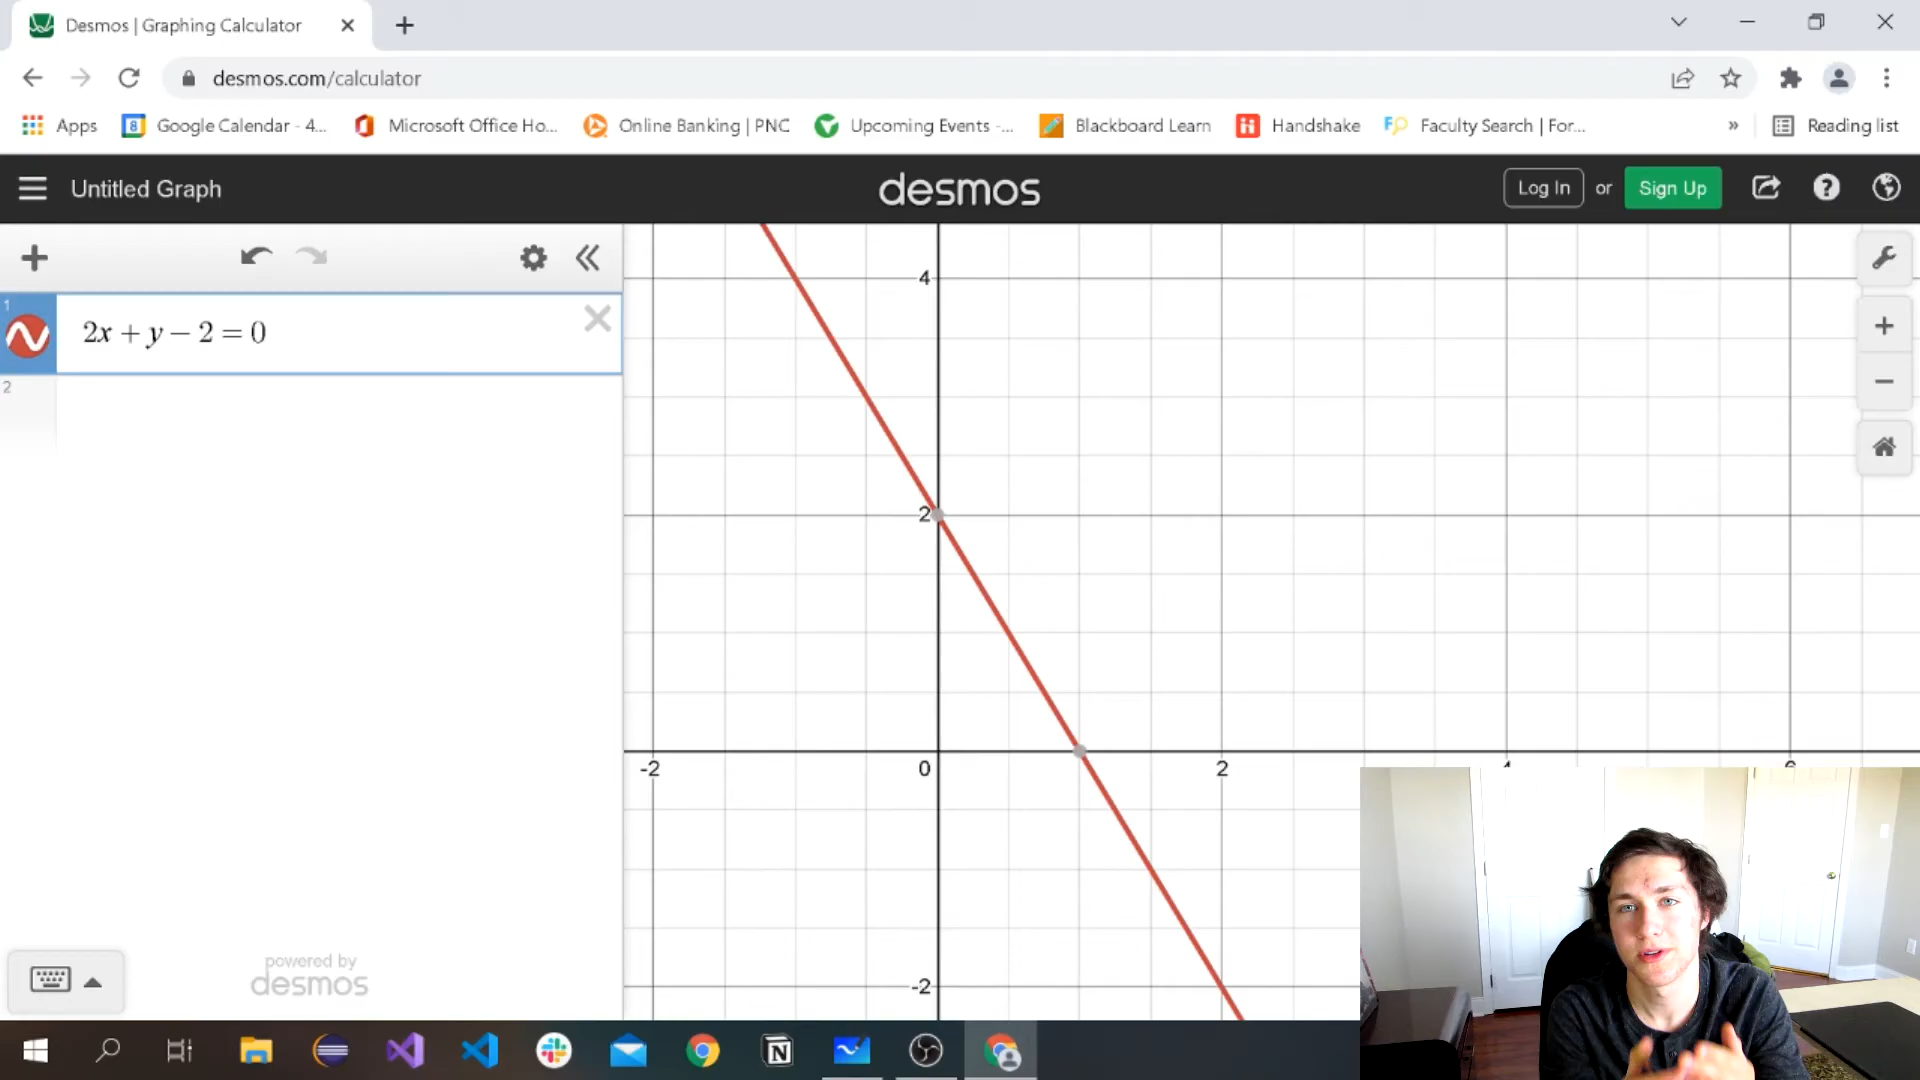 Desmos | Graphing Calculator
desmos.com/calculator
Apps
8
Google Calendar - 4...
Microsoft Office Ho...
Online Banking | PNC
Upcoming Events -...
Blackboard Learn
Handshake
FP
Faculty Search | For...
»
Reading list
Untitled Graph
desmos
Log In or Sign Up
1
2x + y − 2 = 0
2
4
2
-2
0
2
-2
powered by
desmos